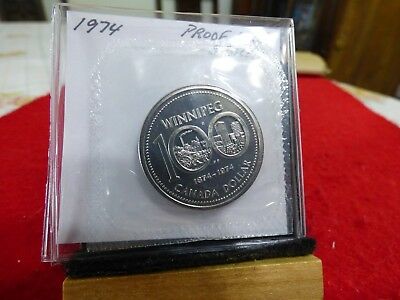 1974 PROOF
WINNIPEG
100
1874-1974
CANADA DOLLAR